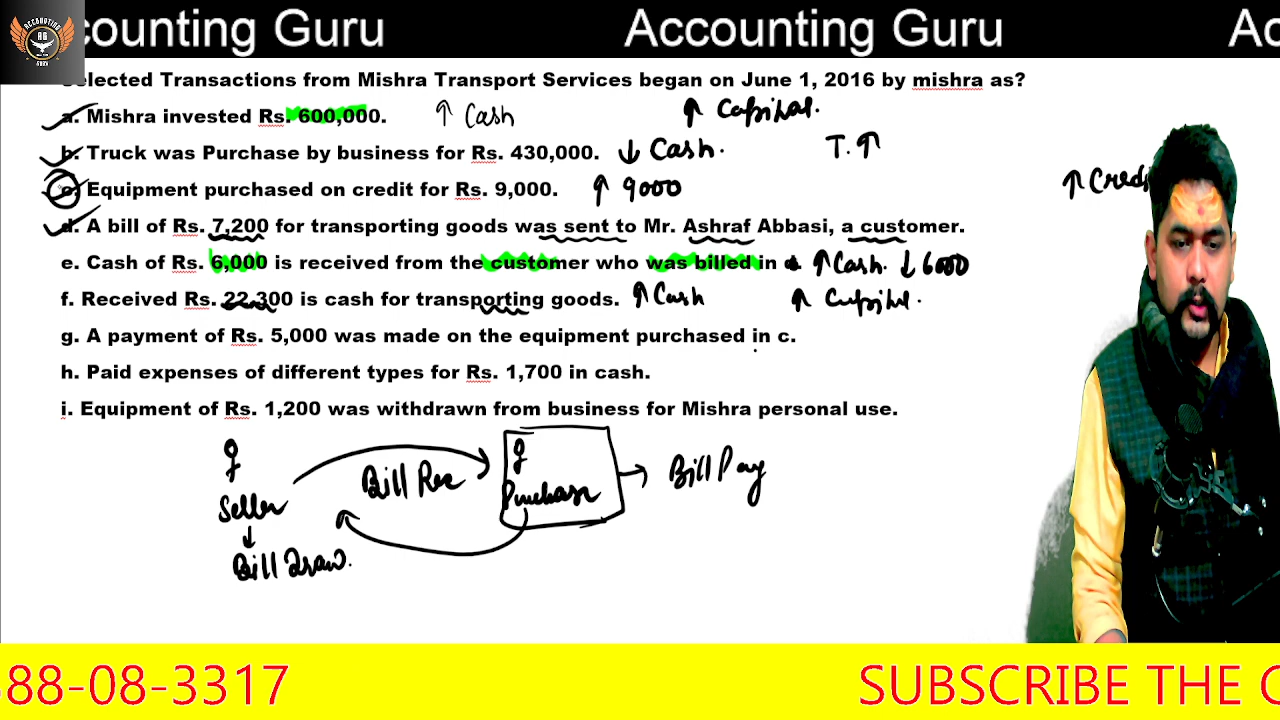 ACCOUNTING
AG
GURU
counting Guru Accounting Guru Ac
elected Transactions from Mishra Transport Services began on June 1, 2016 by mishra as?
a. Mishra invested Rs. 600,000. ↑ Cash ↑ Capital.
b. Truck was Purchase by business for Rs. 430,000. ↓ Cash. T. ↑
c. Equipment purchased on credit for Rs. 9,000. ↑ 9000 ↑ Cred
d. A bill of Rs. 7,200 for transporting goods was sent to Mr. Ashraf Abbasi, a customer.
e. Cash of Rs. 6,000 is received from the customer who was billed in d. ↑ Cash. ↓ 6000
f. Received Rs. 22,300 is cash for transporting goods. ↑ Cash ↑ Capital.
g. A payment of Rs. 5,000 was made on the equipment purchased in c.
h. Paid expenses of different types for Rs. 1,700 in cash.
i. Equipment of Rs. 1,200 was withdrawn from business for Mishra personal use.
Seller Bill Rec Purchase → Bill Pay
↓
Bill Draw.
88-08-3317 SUBSCRIBE THE C